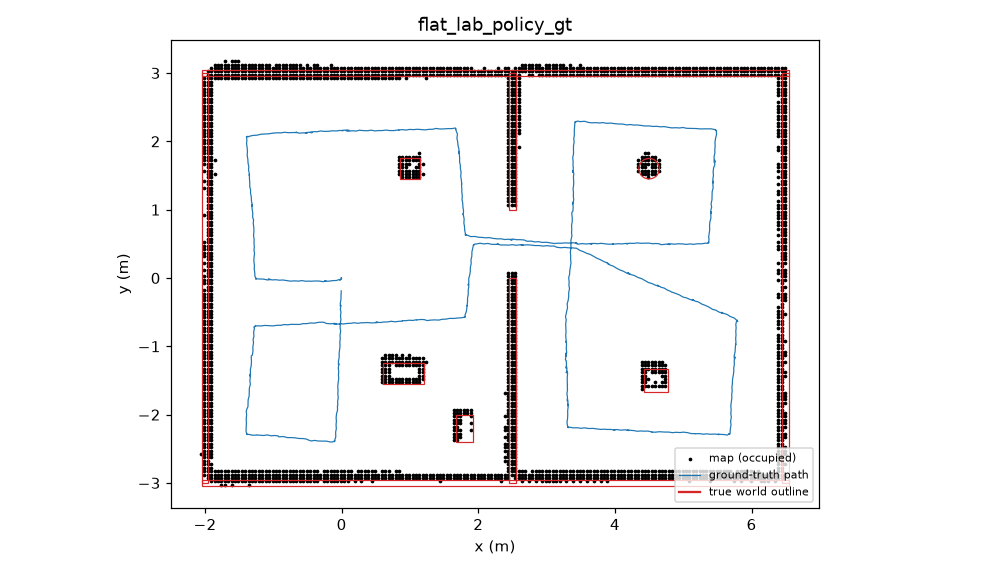 flat_lab_policy_gt
3
2
1
0
−1
−2
−3
y (m)
−2
0
2
4
6
x (m)
map (occupied)
ground-truth path
true world outline